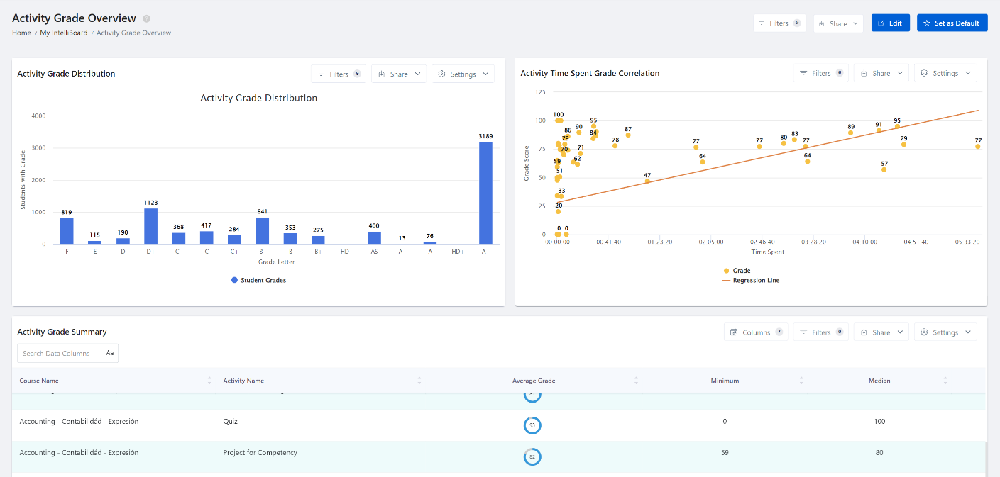 Activity Grade Overview ?
Home / My IntelliBoard / Activity Grade Overview
Filters 0
Share
Edit
Set as Default
Activity Grade Distribution
Filters 0
Share
Settings
Activity Grade Distribution
Students with Grade
4000
3000
2000
1000
0
819
115
190
1123
368
417
284
841
353
275
400
13
76
3189
F E D D+ C– C C+ B– B B+ HD– AS A– A HD+ A+
Grade Letter
Student Grades
Activity Time Spent Grade Correlation
Filters 0
Share
Settings
Grade Score
125
100
75
50
25
0
100
86
79
70
59
51
33
20
0
0
90
71
62
95
84
78
87
47
77
64
77
80
83
77
64
89
91
95
57
79
77
00 00 00 00 41 40 01 23 20 02 05 00 02 46 40 03 28 20 04 10 00 04 51 40 05 33 20
Time Spent
Grade
Regression Line
Activity Grade Summary
Columns 7
Filters 0
Share
Settings
Search Data Columns Aa
Course Name Activity Name Average Grade Minimum Median
Accounting - Contabilidád - Expresión Quiz 93 0 100
Accounting - Contabilidád - Expresión Project for Competency 82 59 80